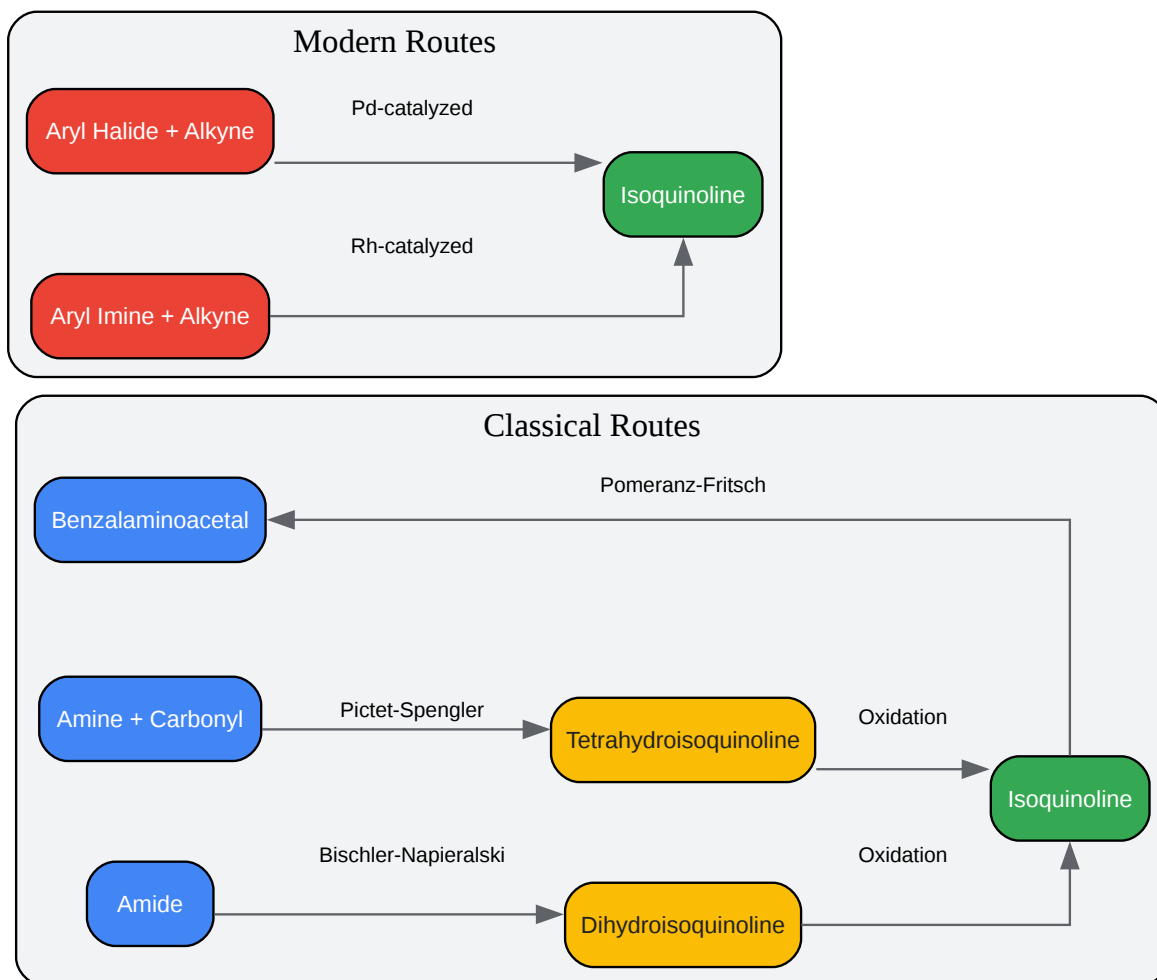 Modern Routes
Pd-catalyzed
Aryl Halide + Alkyne
Isoquinoline
Rh-catalyzed
Aryl Imine + Alkyne
Classical Routes
Pomeranz-Fritsch
Benzalaminoacetal
Amine + Carbonyl
Pictet-Spengler
Tetrahydroisoquinoline
Oxidation
Isoquinoline
Bischler-Napieralski
Oxidation
Amide
Dihydroisoquinoline